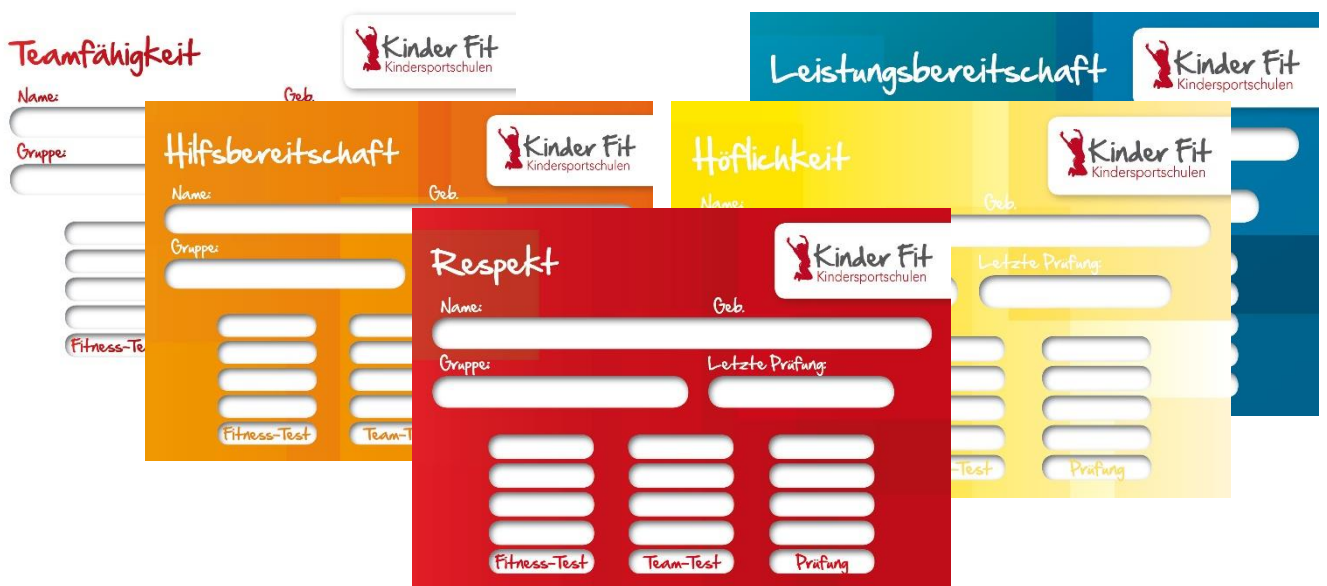 Teamfähigkeit
Kinder Fit
Kindersportschulen
Name:
Geb.
Gruppe:
Hilfsbereitschaft
Kinder Fit
Kindersportschulen
Name:
Geb.
Gruppe:
Fitness-Test
Respekt
Kinder Fit
Kindersportschulen
Name:
Geb.
Gruppe:
Letzte Prüfung:
Fitness-Test
Team-Test
Prüfung
Höflichkeit
Kinder Fit
Kindersportschulen
Name:
Geb.
Letzte Prüfung:
-Test
Prüfung
Leistungsbereitschaft
Kinder Fit
Kindersportschulen